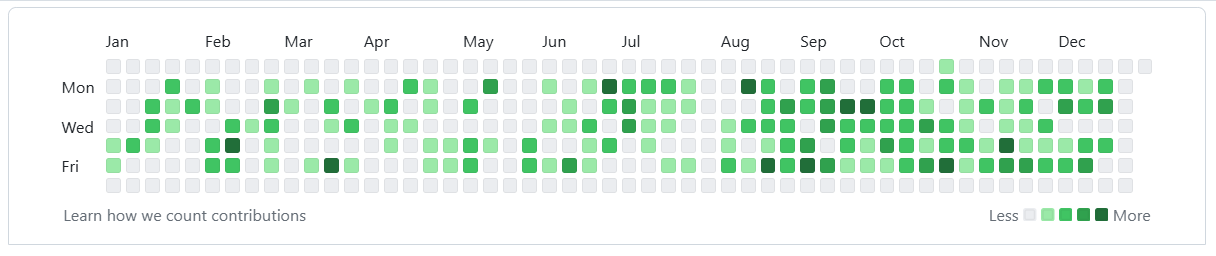 Jan Feb Mar Apr May Jun Jul Aug Sep Oct Nov Dec
Mon
Wed
Fri
Learn how we count contributions Less More